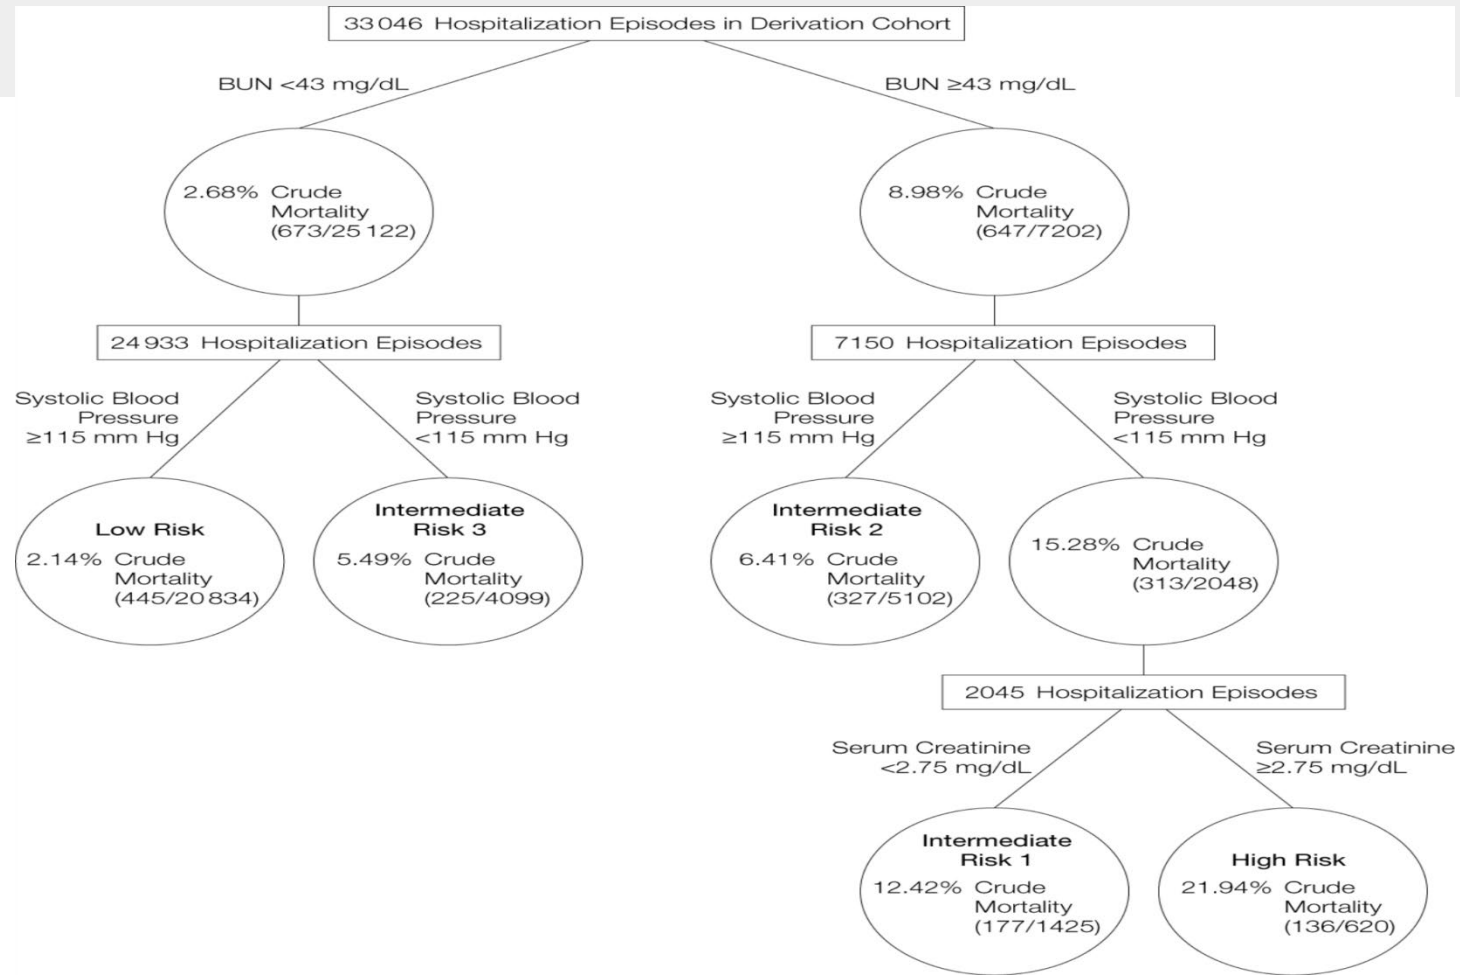 33 046 Hospitalization Episodes in Derivation Cohort
BUN <43 mg/dL
BUN ≥43 mg/dL
2.68% Crude
Mortality
(673/25 122)
8.98% Crude
Mortality
(647/7202)
24 933 Hospitalization Episodes
7150 Hospitalization Episodes
Systolic Blood
Pressure
≥115 mm Hg
Systolic Blood
Pressure
<115 mm Hg
Systolic Blood
Pressure
≥115 mm Hg
Systolic Blood
Pressure
<115 mm Hg
Low Risk
2.14% Crude
Mortality
(445/20 834)
Intermediate
Risk 3
5.49% Crude
Mortality
(225/4099)
Intermediate
Risk 2
6.41% Crude
Mortality
(327/5102)
15.28% Crude
Mortality
(313/2048)
2045 Hospitalization Episodes
Serum Creatinine
<2.75 mg/dL
Serum Creatinine
≥2.75 mg/dL
Intermediate
Risk 1
12.42% Crude
Mortality
(177/1425)
High Risk
21.94% Crude
Mortality
(136/620)